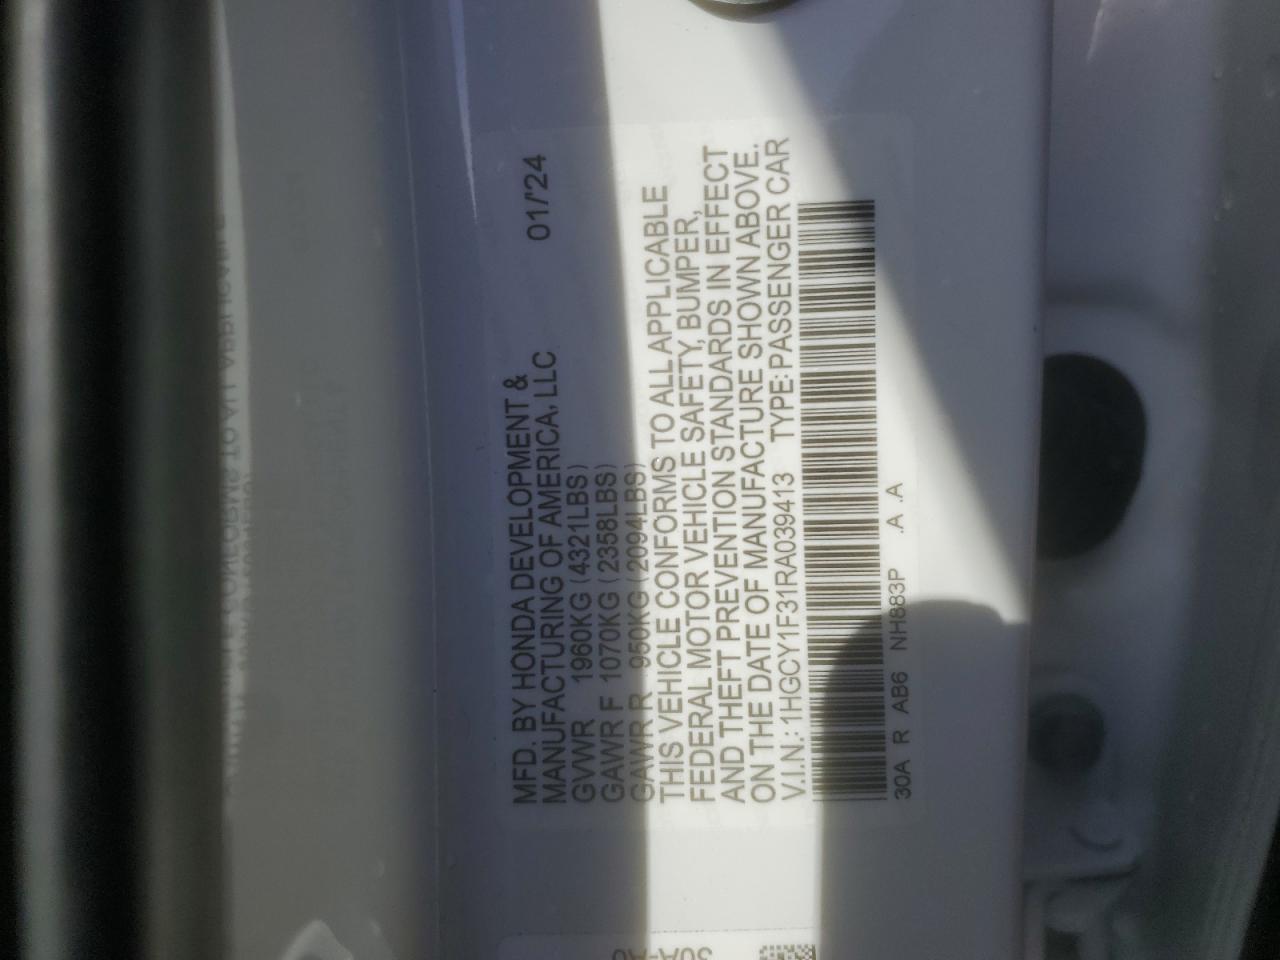 MFD. BY HONDA DEVELOPMENT &
MANUFACTURING OF AMERICA, LLC 01/'24
GVWR 1960KG (4321LBS)
GAWR F 1070KG (2358LBS)
GAWR R 950KG (2094LBS)
THIS VEHICLE CONFORMS TO ALL APPLICABLE
FEDERAL MOTOR VEHICLE SAFETY, BUMPER,
AND THEFT PREVENTION STANDARDS IN EFFECT
ON THE DATE OF MANUFACTURE SHOWN ABOVE.
V.I.N.: 1HGCY1F31RA039413 TYPE: PASSENGER CAR
30A R AB6 NH883P .A .A